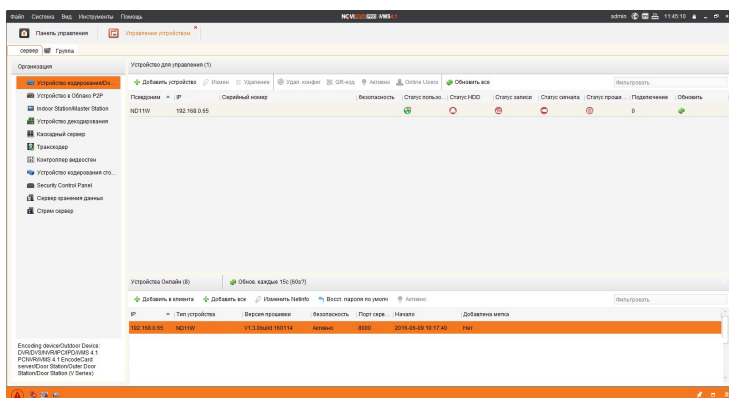 Файл Система Вид Инструменты Помощь
admin 11:45:10
Панель управления Управление устройством
сервер Группа
Организация
Устройство для управления (1)
Устройство кодирования/Do...
Устройство в Облако P2P
Indoor Station/Master Station
Устройство декодирования
Каскадный сервер
Транскодер
Контроллер видеостен
Устройство кодирования сто...
Security Control Panel
Сервер хранения данных
Стрим сервер
Добавить устройство Измен Удаление Удал. конфиг QR-код Активно Online Users Обновить все Фильтровать
Псевдоним IP Серийный номер безопасность Статус пользо... Статус HDD Статус записи Статус сигнала Статус проши... Подключение Обновить
ND11W 192.168.0.65 0
Устройства Онлайн (8) Обнов. каждые 15с (60s?)
Добавить в клиента Добавить все Изменить Netinfo Восст. пароля по умолч Активно Фильтровать
IP Тип устройства Версия прошивки безопасность Порт серв... Начало Добавлена метка
192.168.0.65 ND11W V1.3.0build 160114 Активно 8000 2016-06-09 10:17:40 Нет
Encoding device/Outdoor Device:
DVR/DVS/NVR/IPC/IPD/iVMS 4.1
PCNVR/iVMS 4.1 EncodeCard
server/Door Station/Outer Door
Station/Door Station (V Series)